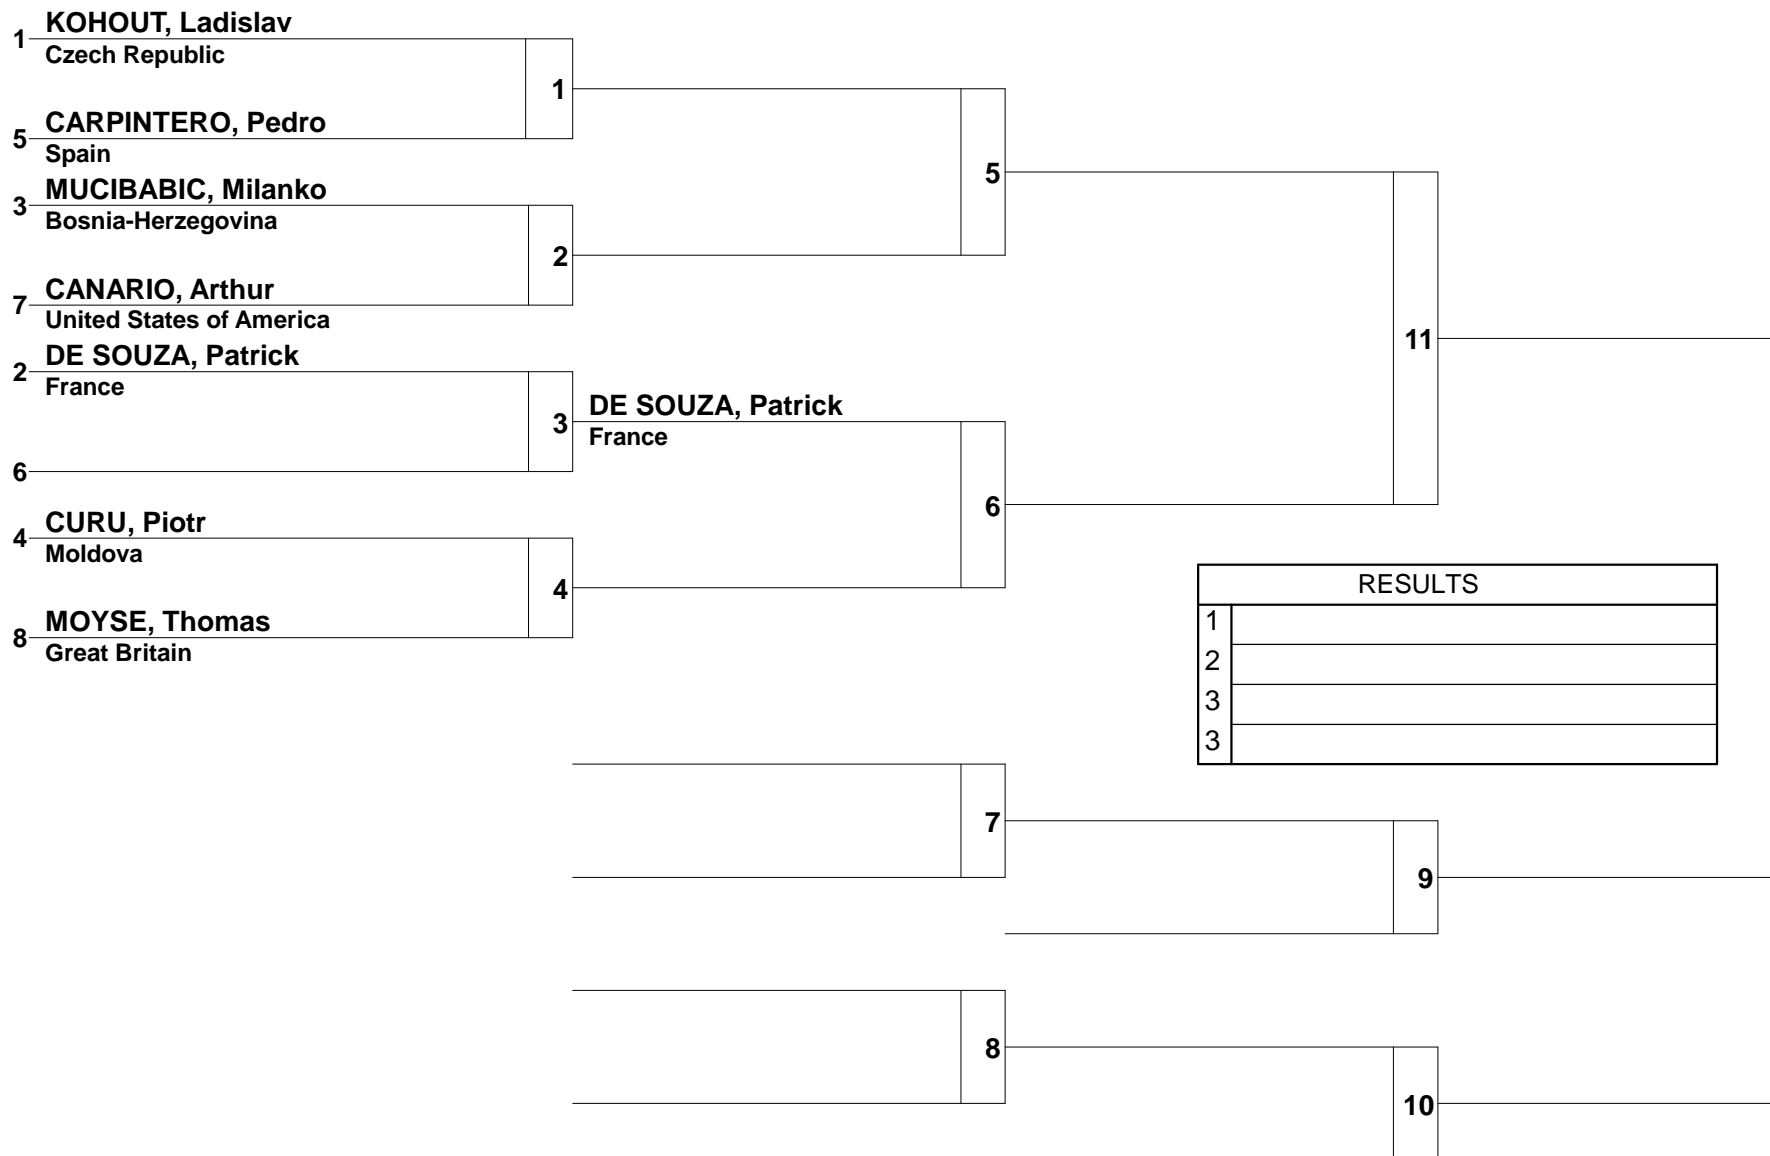 KOHOUT, Ladislav
1
Czech Republic
1
CARPINTERO, Pedro
5
Spain
5
MUCIBABIC, Milanko
3
Bosnia-Herzegovina
2
CANARIO, Arthur
7
United States of America
11
DE SOUZA, Patrick
2
France
DE SOUZA, Patrick
3
France
6
6
CURU, Piotr
4
Moldova
4
MOYSE, Thomas
8
Great Britain
RESULTS
1
2
3
3
7
9
8
10